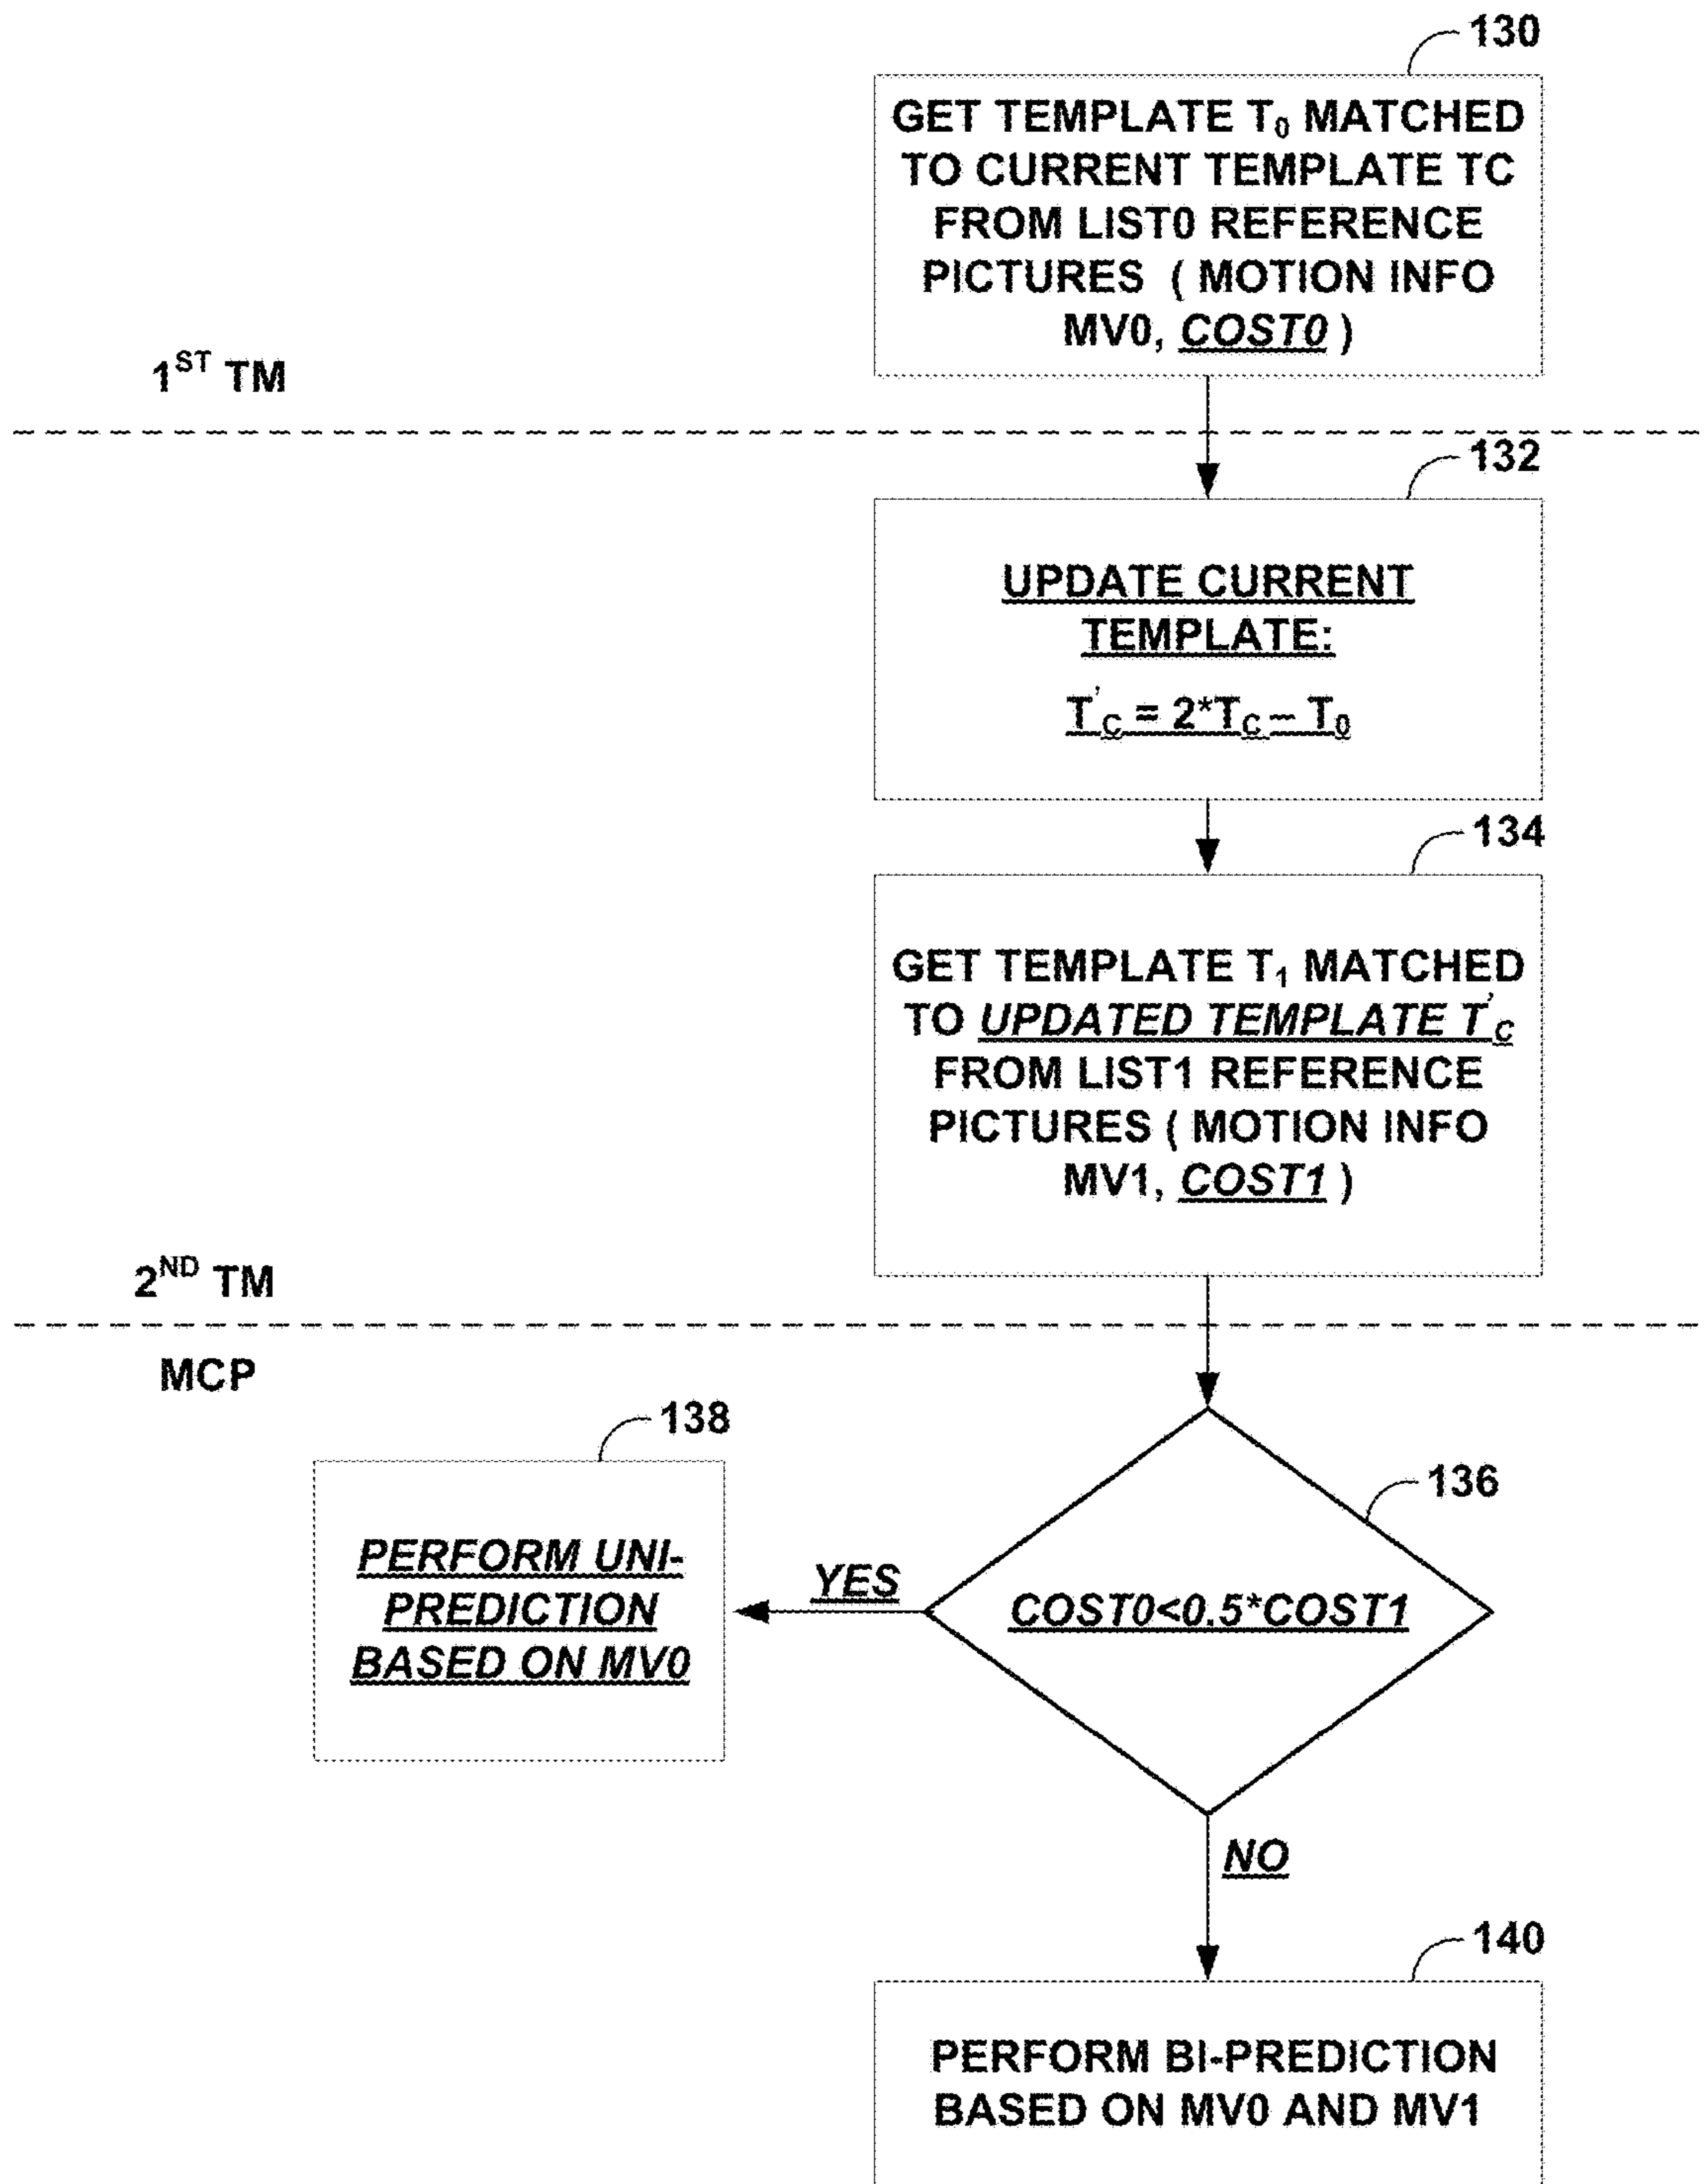 130
GET TEMPLATE T₀ MATCHED
TO CURRENT TEMPLATE TC
FROM LIST0 REFERENCE
PICTURES ( MOTION INFO
MV0, COST0 )
1ST TM
132
UPDATE CURRENT
TEMPLATE:
T'C = 2*TC – T₀
134
GET TEMPLATE T₁ MATCHED
TO UPDATED TEMPLATE T'C
FROM LIST1 REFERENCE
PICTURES ( MOTION INFO
MV1, COST1 )
2ND TM
MCP
138
PERFORM UNI-
PREDICTION
BASED ON MV0
YES
136
COST0<0.5*COST1
NO
140
PERFORM BI-PREDICTION
BASED ON MV0 AND MV1